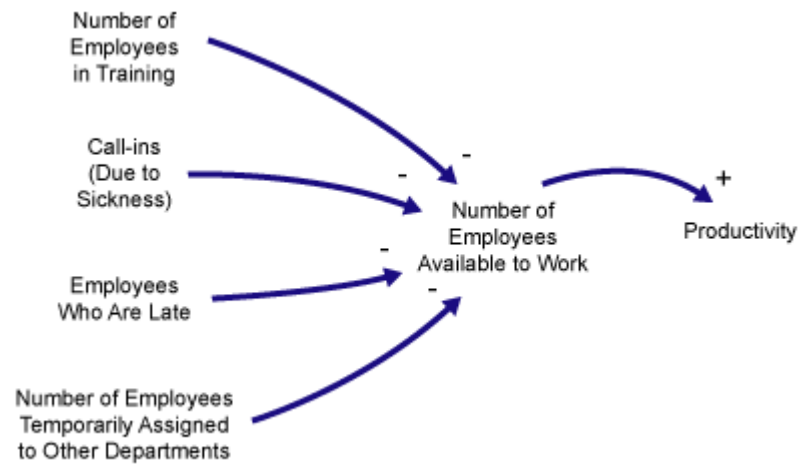 Number of
Employees
in Training
-
Call-ins
(Due to
Sickness)
-
+
Number of
Employees
Available to Work
Productivity
-
Employees
Who Are Late
-
Number of Employees
Temporarily Assigned
to Other Departments